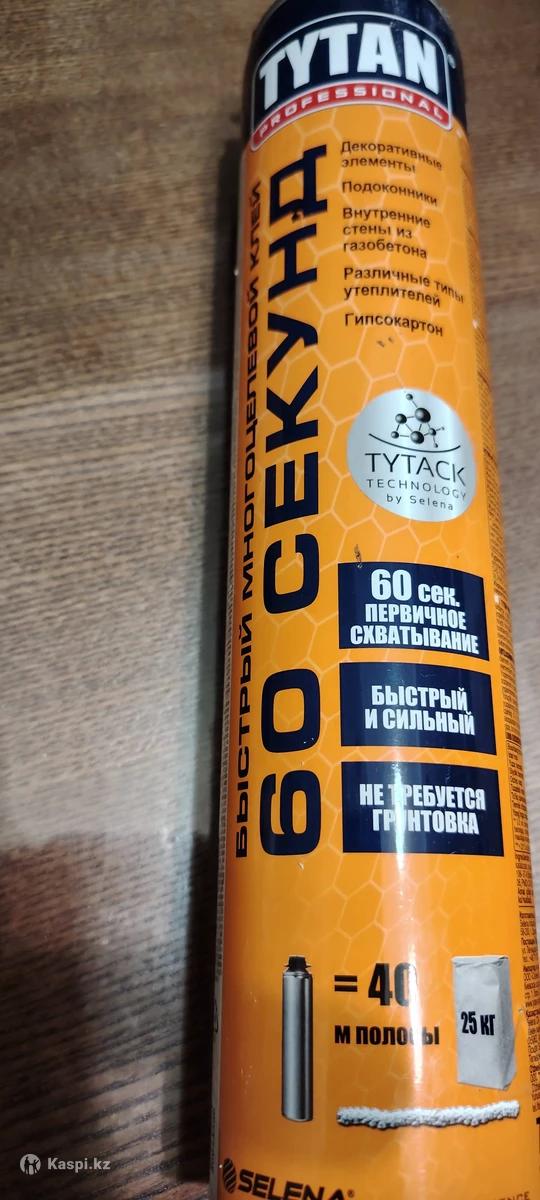 TYTAN
PROFESSIONAL
БЫСТРЫЙ МНОГОЦЕЛЕВОЙ КЛЕЙ
60 СЕКУНД
Декоративные
элементы
Подоконники
Внутренние
стены из
газобетона
Различные типы
утеплителей
Гипсокартон
TYTACK
TECHNOLOGY
by Selena
60 сек.
ПЕРВИЧНОЕ
СХВАТЫВАНИЕ
БЫСТРЫЙ
И СИЛЬНЫЙ
НЕ ТРЕБУЕТСЯ
ГРУНТОВКА
= 40
м полосы
25 КГ
SELENA
Kaspi.kz